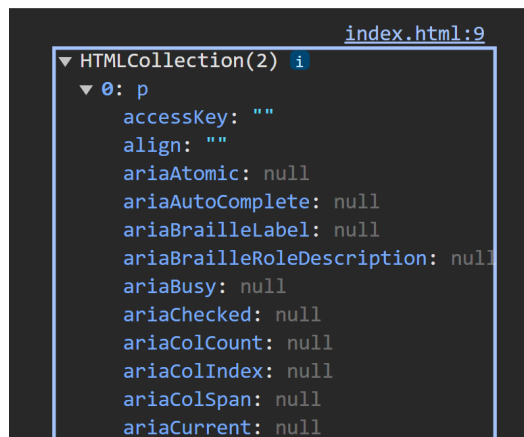 index.html:9
▼ HTMLCollection(2) i
▼ 0: p
accessKey: ""
align: ""
ariaAtomic: null
ariaAutoComplete: null
ariaBrailleLabel: null
ariaBrailleRoleDescription: null
ariaBusy: null
ariaChecked: null
ariaColCount: null
ariaColIndex: null
ariaColSpan: null
ariaCurrent: null